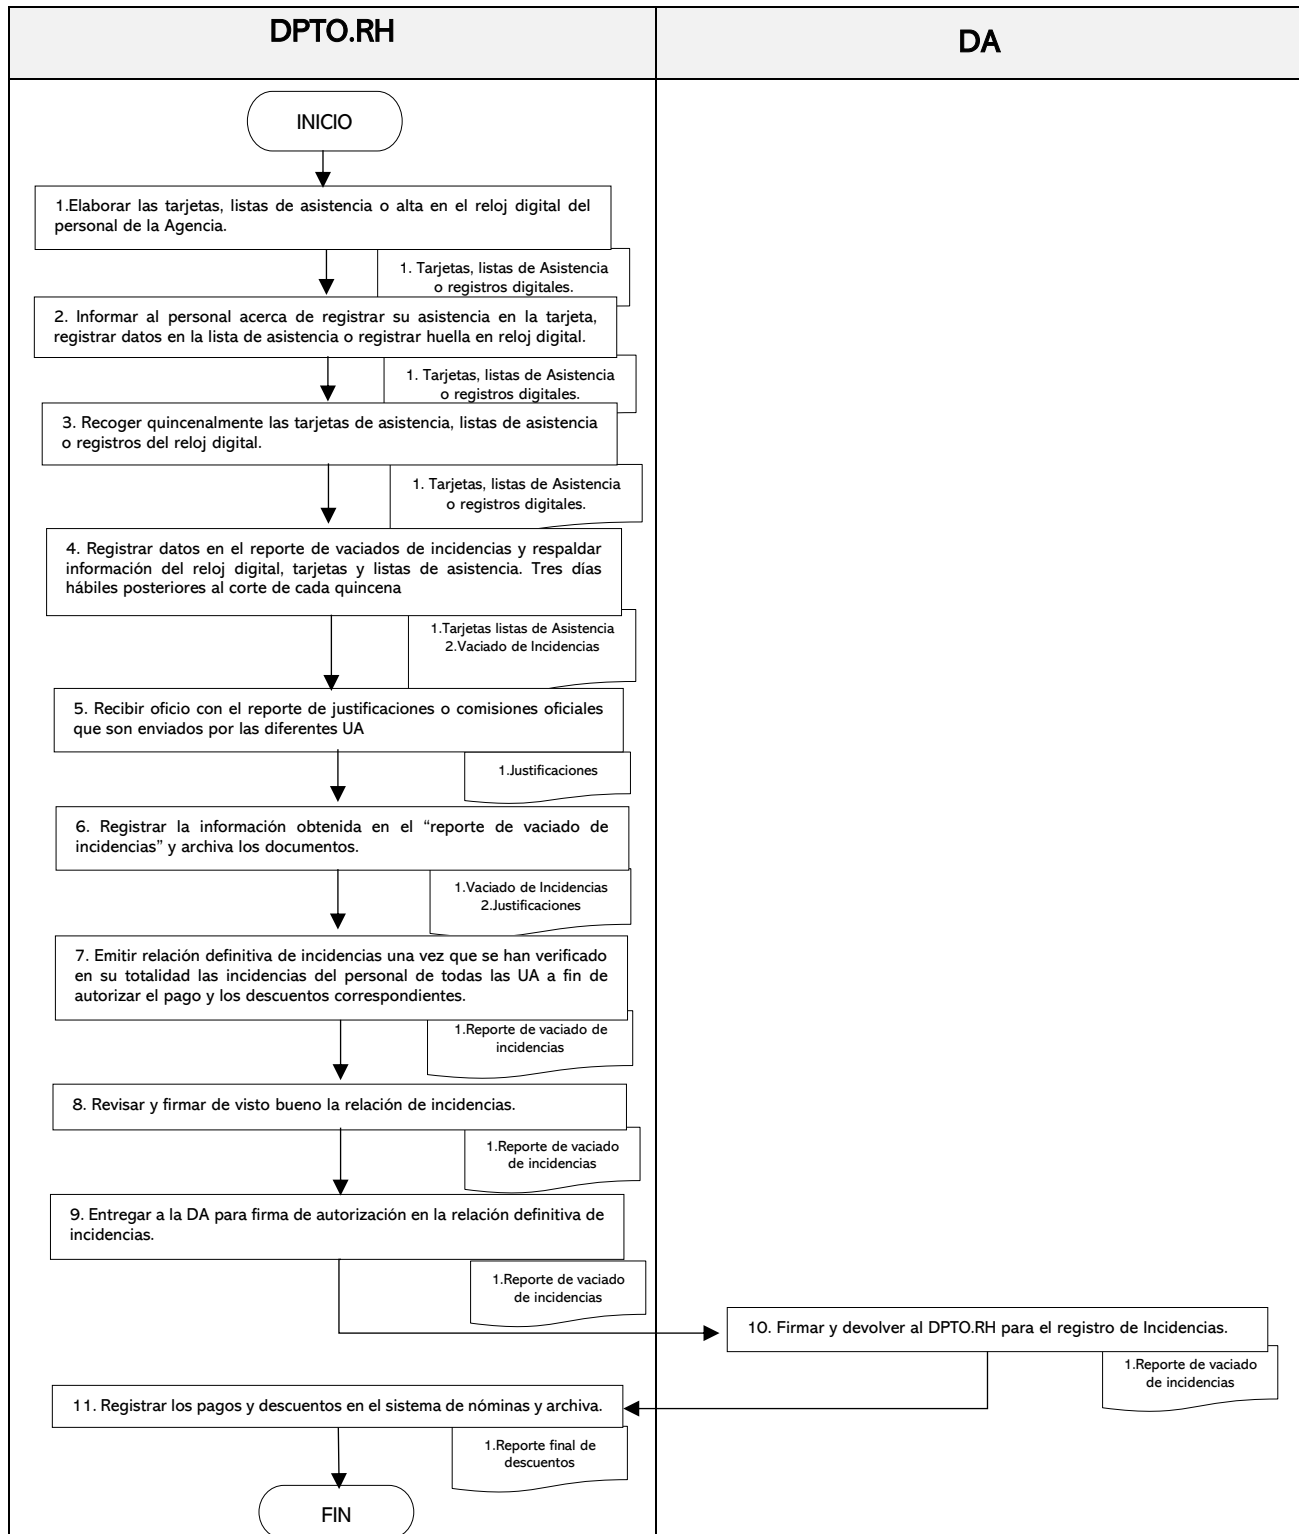 DPTO.RH
DA
INICIO
1.Elaborar las tarjetas, listas de asistencia o alta en el reloj digital del
personal de la Agencia.
1. Tarjetas, listas de Asistencia
o registros digitales.
2. Informar al personal acerca de registrar su asistencia en la tarjeta,
registrar datos en la lista de asistencia o registrar huella en reloj digital.
1. Tarjetas, listas de Asistencia
o registros digitales.
3. Recoger quincenalmente las tarjetas de asistencia, listas de asistencia
o registros del reloj digital.
1. Tarjetas, listas de Asistencia
o registros digitales.
4. Registrar datos en el reporte de vaciados de incidencias y respaldar
información del reloj digital, tarjetas y listas de asistencia. Tres días
hábiles posteriores al corte de cada quincena
1.Tarjetas listas de Asistencia
2.Vaciado de Incidencias
5. Recibir oficio con el reporte de justificaciones o comisiones oficiales
que son enviados por las diferentes UA
1.Justificaciones
6. Registrar la información obtenida en el “reporte de vaciado de
incidencias” y archiva los documentos.
1.Vaciado de Incidencias
2.Justificaciones
7. Emitir relación definitiva de incidencias una vez que se han verificado
en su totalidad las incidencias del personal de todas las UA a fin de
autorizar el pago y los descuentos correspondientes.
1.Reporte de vaciado de
incidencias
8. Revisar y firmar de visto bueno la relación de incidencias.
1.Reporte de vaciado
de incidencias
9. Entregar a la DA para firma de autorización en la relación definitiva de
incidencias.
1.Reporte de vaciado
de incidencias
10. Firmar y devolver al DPTO.RH para el registro de Incidencias.
1.Reporte de vaciado
de incidencias
11. Registrar los pagos y descuentos en el sistema de nóminas y archiva.
1.Reporte final de
descuentos
FIN